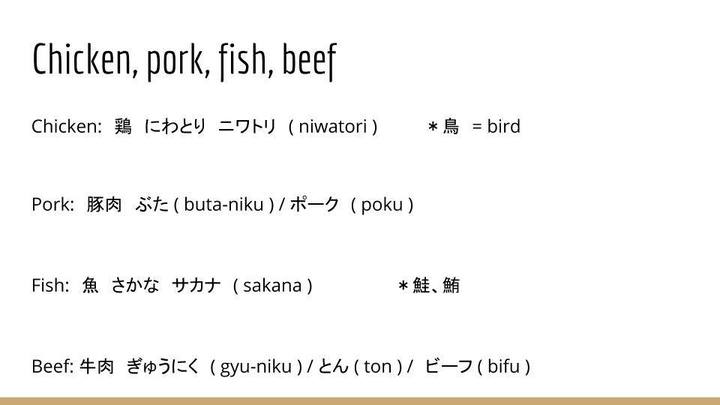 Chicken, pork, fish, beef
Chicken: 鶏 にわとり ニワトリ ( niwatori ) ＊鳥 = bird
Pork: 豚肉 ぶた ( buta-niku ) / ポーク ( poku )
Fish: 魚 さかな サカナ ( sakana ) ＊鮭、鮪
Beef: 牛肉 ぎゅうにく ( gyu-niku ) / とん ( ton ) / ビーフ ( bifu )